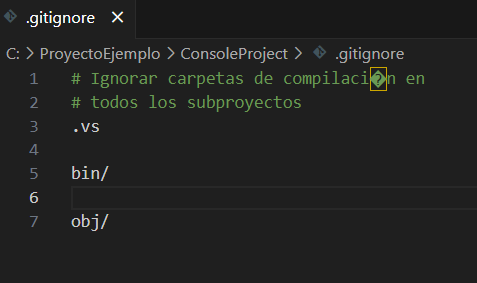 .gitignore ×
C: > ProyectoEjemplo > ConsoleProject > .gitignore
1 # Ignorar carpetas de compilaci�n en
2 # todos los subproyectos
3 .vs
4
5 bin/
6
7 obj/